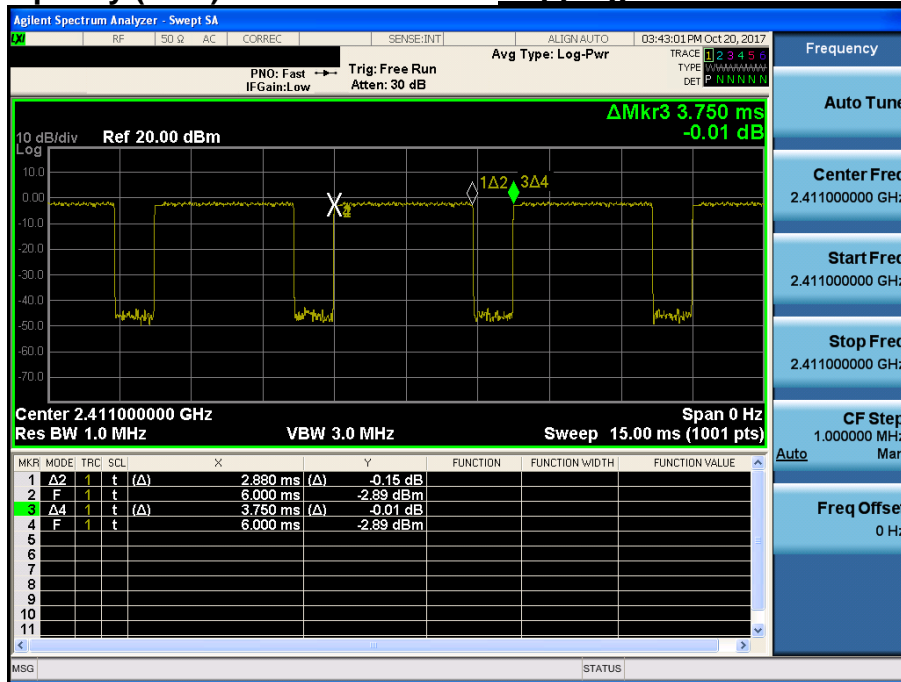 Agilent Spectrum Analyzer - Swept SA
LXI RF 50 Ω AC CORREC SENSE:INT ALIGN AUTO 03:43:01 PM Oct 20, 2017
Frequency
Avg Type: Log-Pwr TRACE 1 2 3 4 5 6
PNO: Fast Trig: Free Run TYPE WWWWWW
IFGain:Low Atten: 30 dB DET P N N N N N
Auto Tune
ΔMkr3 3.750 ms
10 dB/div Ref 20.00 dBm -0.01 dB
Log
10.0
0.00
-10.0
-20.0
-30.0
-40.0
-50.0
-60.0
-70.0
1Δ2 3Δ4
Center Freq
2.411000000 GHz
Start Freq
2.411000000 GHz
Stop Freq
2.411000000 GHz
Center 2.411000000 GHz Span 0 Hz
Res BW 1.0 MHz VBW 3.0 MHz Sweep 15.00 ms (1001 pts)
CF Step
1.000000 MHz
Auto Man
MKR MODE TRC SCL X Y FUNCTION FUNCTION WIDTH FUNCTION VALUE
1 Δ2 1 t (Δ) 2.880 ms (Δ) -0.15 dB
2 F 1 t 6.000 ms -2.89 dBm
3 Δ4 1 t (Δ) 3.750 ms (Δ) -0.01 dB
4 F 1 t 6.000 ms -2.89 dBm
5
6
7
8
9
10
11
Freq Offset
0 Hz
MSG STATUS